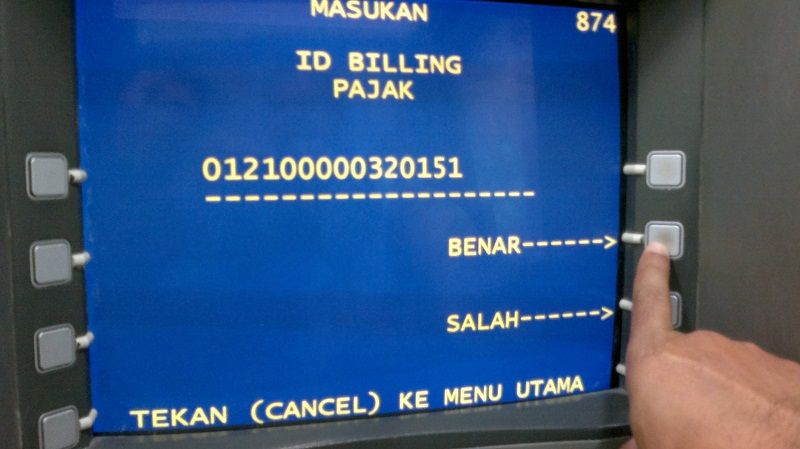 MASUKAN
874
ID BILLING
PAJAK
012100000320151
--------------------
BENAR------>
SALAH------>
TEKAN (CANCEL) KE MENU UTAMA